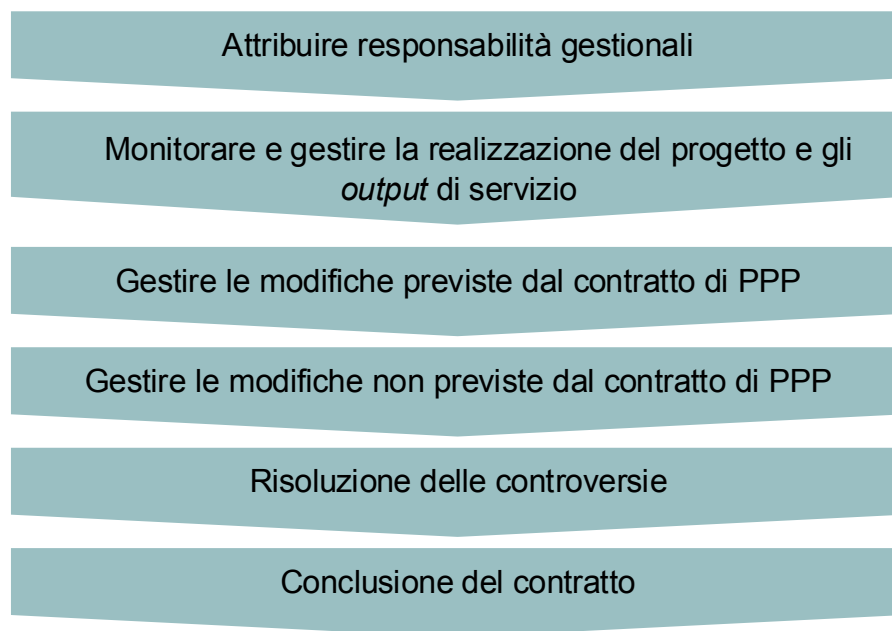 Attribuire responsabilità gestionali
Monitorare e gestire la realizzazione del progetto e gli
output di servizio
Gestire le modifiche previste dal contratto di PPP
Gestire le modifiche non previste dal contratto di PPP
Risoluzione delle controversie
Conclusione del contratto